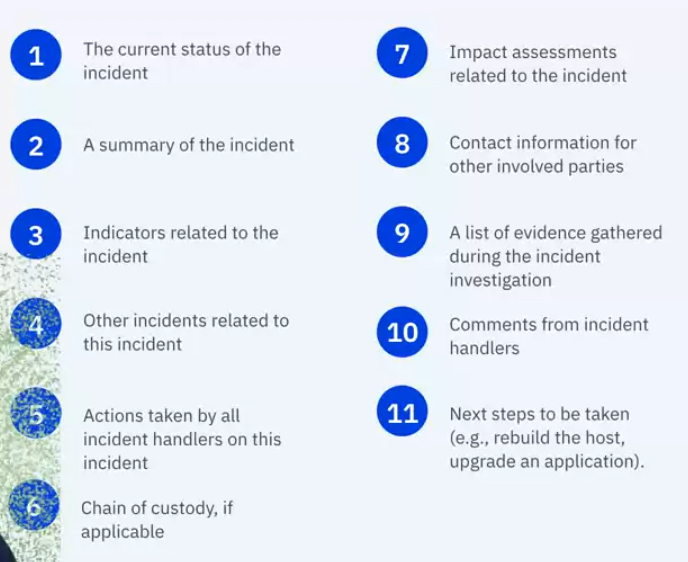 1
The current status of the
incident
2
A summary of the incident
3
Indicators related to the
incident
4
Other incidents related to
this incident
5
Actions taken by all
incident handlers on this
incident
6
Chain of custody, if
applicable
7
Impact assessments
related to the incident
8
Contact information for
other involved parties
9
A list of evidence gathered
during the incident
investigation
10
Comments from incident
handlers
11
Next steps to be taken
(e.g., rebuild the host,
upgrade an application).